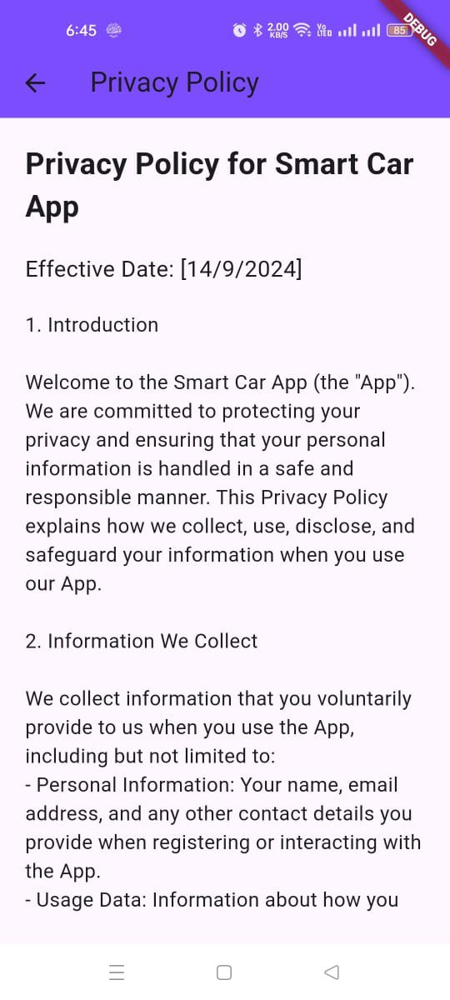 6:45
2.00
KB/S
Vo
LTED
85
DEBUG
Privacy Policy
Privacy Policy for Smart Car
App
Effective Date: [14/9/2024]
1. Introduction
Welcome to the Smart Car App (the "App").
We are committed to protecting your
privacy and ensuring that your personal
information is handled in a safe and
responsible manner. This Privacy Policy
explains how we collect, use, disclose, and
safeguard your information when you use
our App.
2. Information We Collect
We collect information that you voluntarily
provide to us when you use the App,
including but not limited to:
- Personal Information: Your name, email
address, and any other contact details you
provide when registering or interacting with
the App.
- Usage Data: Information about how you